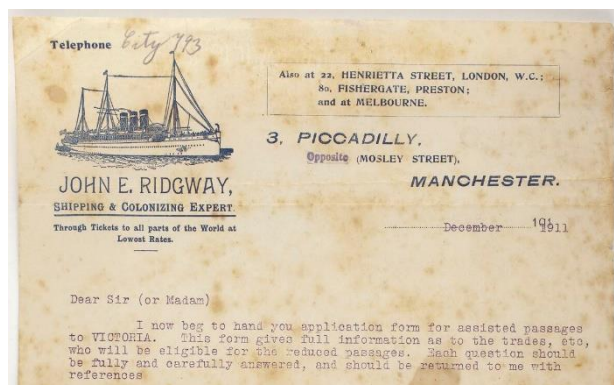 Telephone City 793
Also at 22, HENRIETTA STREET, LONDON, W.C.;
80, FISHERGATE, PRESTON;
and at MELBOURNE.
3, PICCADILLY,
Opposite (MOSLEY STREET),
MANCHESTER.
JOHN E. RIDGWAY,
SHIPPING & COLONIZING EXPERT.
Through Tickets to all parts of the World at
Lowest Rates.
December 1911
Dear Sir (or Madam)
I now beg to hand you application form for assisted passages
to VICTORIA. This form gives full information as to the trades, etc,
who will be eligible for the reduced passages. Each question should
be fully and carefully answered, and should be returned to me with
references